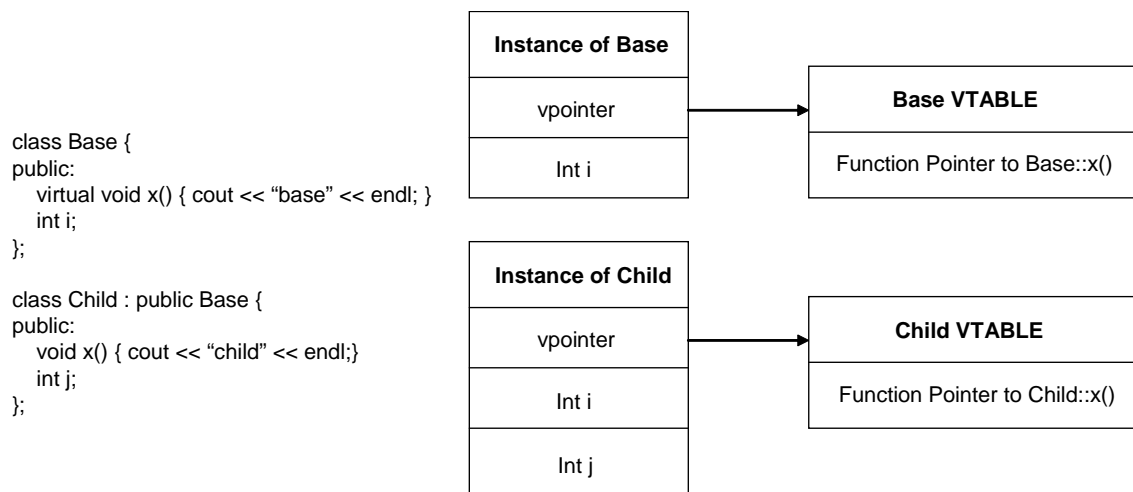 class Base {
public:
virtual void x() { cout << “base” << endl; }
int i;
};
class Child : public Base {
public:
void x() { cout << “child” << endl;}
int j;
};
Instance of Base
vpointer
Int i
Base VTABLE
Function Pointer to Base::x()
Instance of Child
vpointer
Int i
Int j
Child VTABLE
Function Pointer to Child::x()